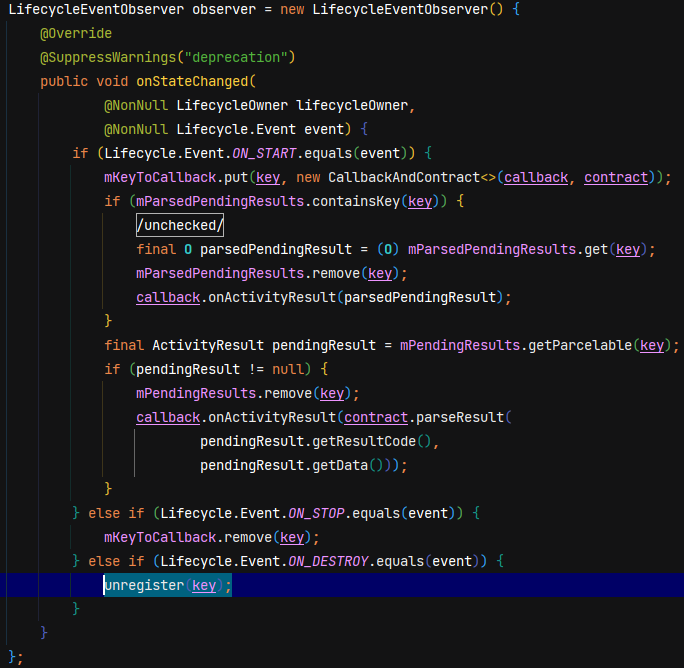 LifecycleEventObserver observer = new LifecycleEventObserver() {
@Override
@SuppressWarnings("deprecation")
public void onStateChanged(
@NonNull LifecycleOwner lifecycleOwner,
@NonNull Lifecycle.Event event) {
if (Lifecycle.Event.ON_START.equals(event)) {
mKeyToCallback.put(key, new CallbackAndContract<>(callback, contract));
if (mParsedPendingResults.containsKey(key)) {
/unchecked/
final O parsedPendingResult = (O) mParsedPendingResults.get(key);
mParsedPendingResults.remove(key);
callback.onActivityResult(parsedPendingResult);
}
final ActivityResult pendingResult = mPendingResults.getParcelable(key);
if (pendingResult != null) {
mPendingResults.remove(key);
callback.onActivityResult(contract.parseResult(
pendingResult.getResultCode(),
pendingResult.getData()));
}
} else if (Lifecycle.Event.ON_STOP.equals(event)) {
mKeyToCallback.remove(key);
} else if (Lifecycle.Event.ON_DESTROY.equals(event)) {
unregister(key);
}
}
};